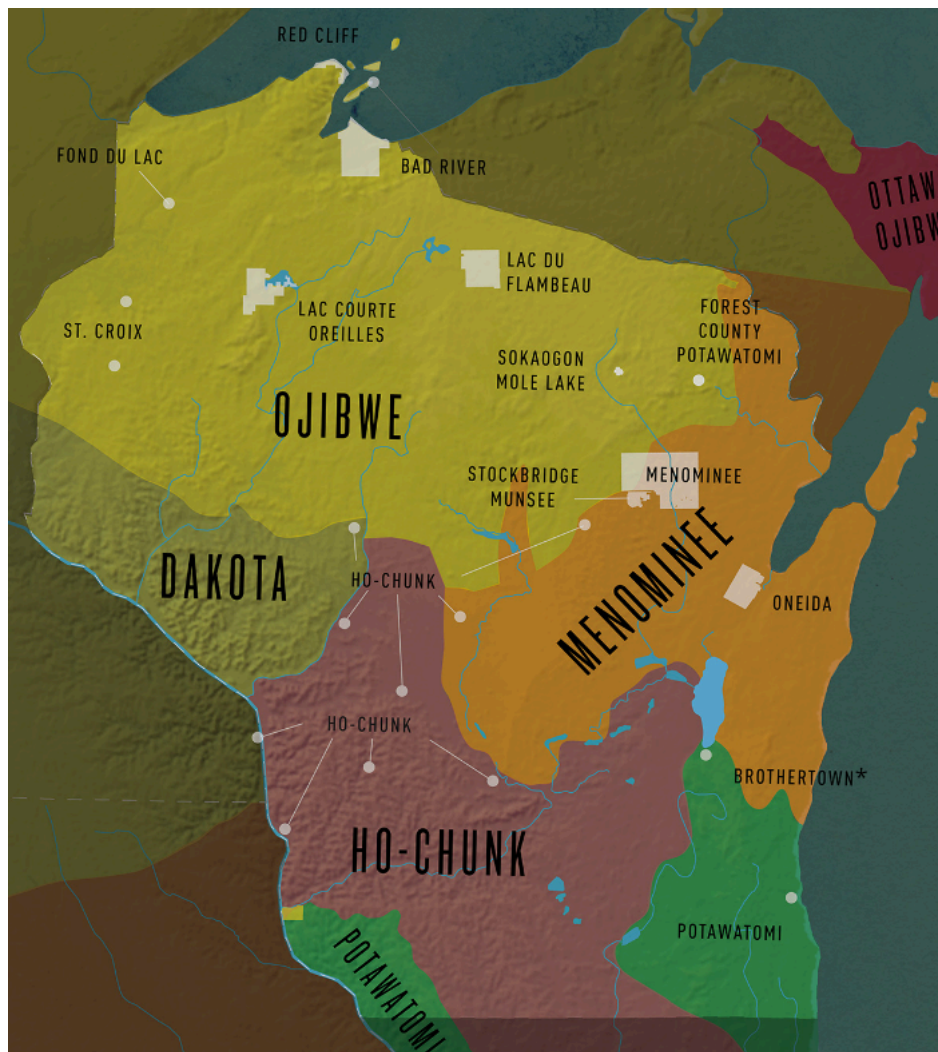 RED CLIFF
FOND DU LAC
BAD RIVER
OTTAW
OJIBW
LAC DU
FLAMBEAU
LAC COURTE
OREILLES
ST. CROIX
FOREST
COUNTY
POTAWATOMI
SOKAOGON
MOLE LAKE
OJIBWE
STOCKBRIDGE
MUNSEE
MENOMINEE
DAKOTA
HO-CHUNK
MENOMINEE
ONEIDA
HO-CHUNK
BROTHERTOWN*
HO-CHUNK
POTAWATOMI
POTAWATOMI